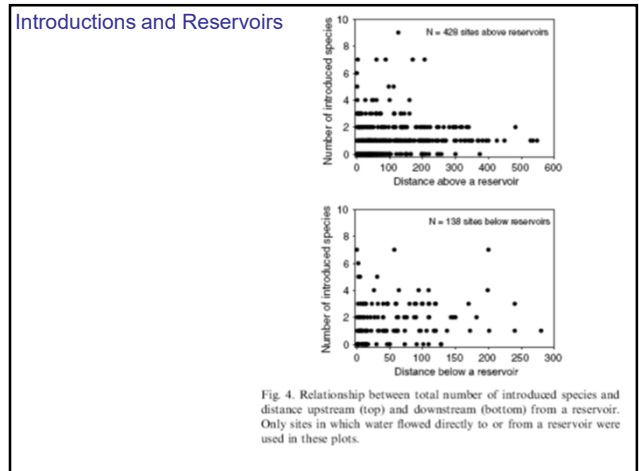 Introductions and Reservoirs
10
8
6
4
2
0
Number of introduced species
N = 428 sites above reservoirs
0 100 200 300 400 500 600
Distance above a reservoir
10
8
6
4
2
0
Number of introduced species
N = 138 sites below reservoirs
0 50 100 150 200 250 300
Distance below a reservoir
Fig. 4. Relationship between total number of introduced species and
distance upstream (top) and downstream (bottom) from a reservoir.
Only sites in which water flowed directly to or from a reservoir were
used in these plots.